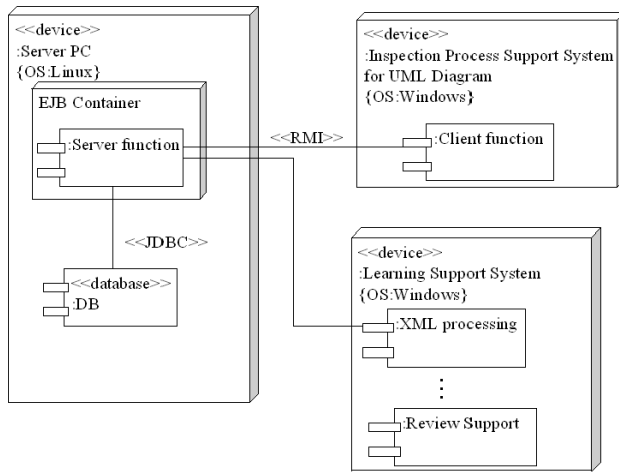 <<device>>
:Server PC
{OS:Linux}
EJB Container
:Server function
<<JDBC>>
<<database>>
:DB
<<RMI>>
<<device>>
:Inspection Process Support System
for UML Diagram
{OS:Windows}
:Client function
<<device>>
:Learning Support System
{OS:Windows}
:XML processing
:Review Support